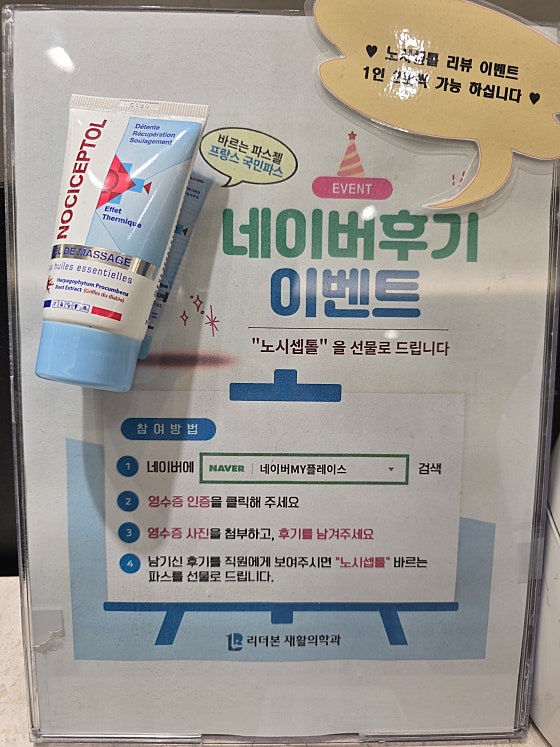 ♥ 노시셉톨 리뷰 이벤트
1인 가능 하십니다 ♥
NOCICEPTOL
Détente
Récupération
Soulagement
Effet
Thermique
DE MASSAGE
huiles essentielles
Harpagophytum Procumbens
Root Extract (Griffes du diable)
바르는 파스젤
프랑스 국민파스
EVENT
네이버후기
이벤트
"노시셉톨" 을 선물로 드립니다
참여방법
1 네이버에 NAVER 네이버MY플레이스 검색
2 영수증 인증을 클릭해 주세요
3 영수증 사진을 첨부하고, 후기를 남겨주세요
4 남기신 후기를 직원에게 보여주시면 "노시셉톨" 바르는
파스를 선물로 드립니다.
리더본 재활의학과